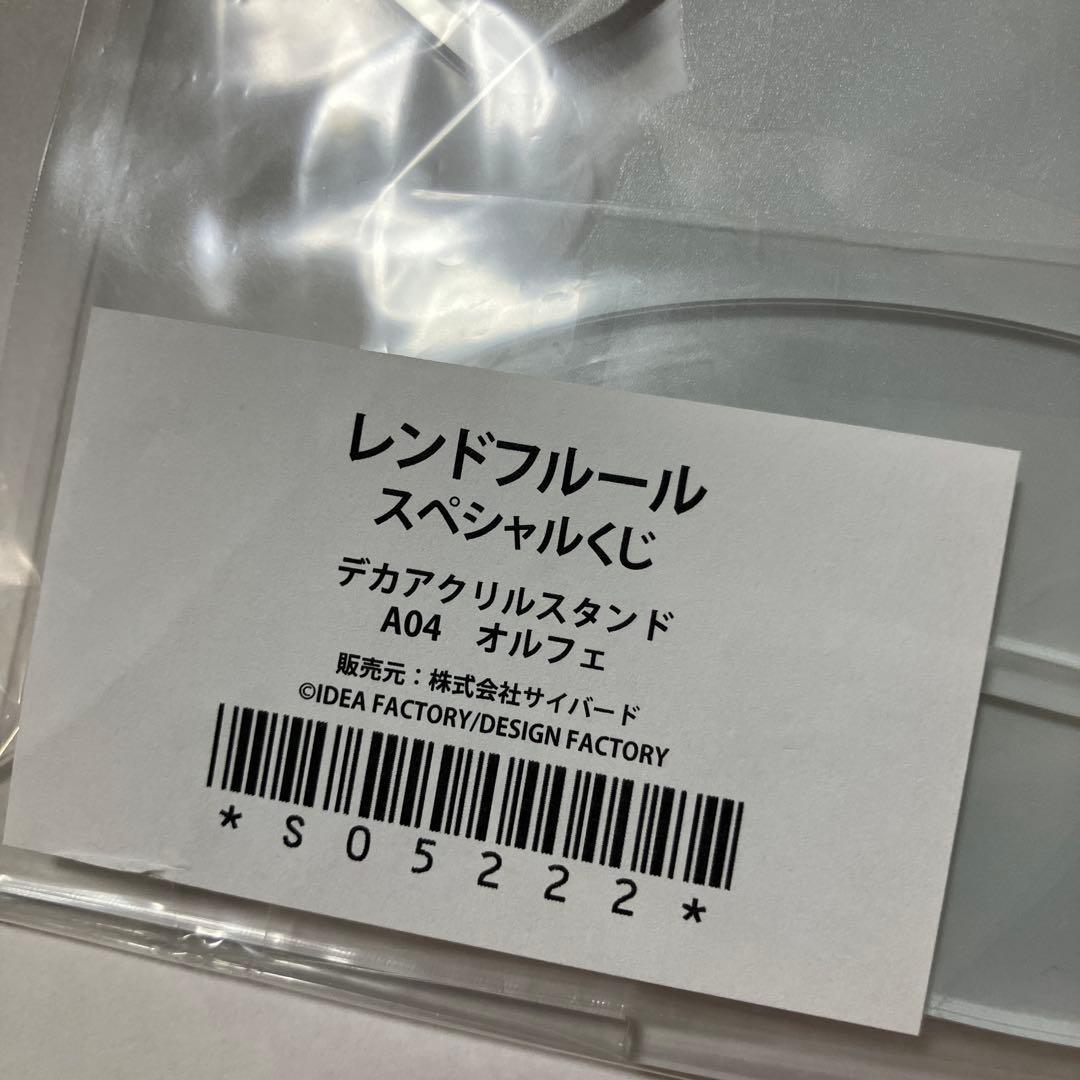 レンドフルール
スペシャルくじ
デカアクリルスタンド
A04　オルフェ
販売元：株式会社サイバード
©IDEA FACTORY/DESIGN FACTORY
*S05222*